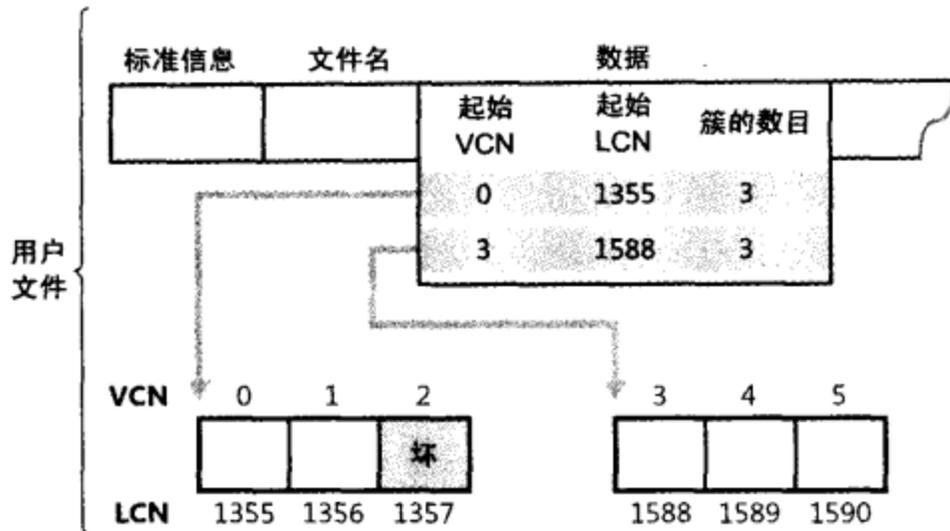 标准信息 文件名 数据
起始 VCN 起始 LCN 簇的数目
0 1355 3
3 1588 3
用户文件
VCN 0 1 2 3 4 5
坏
LCN 1355 1356 1357 1588 1589 1590